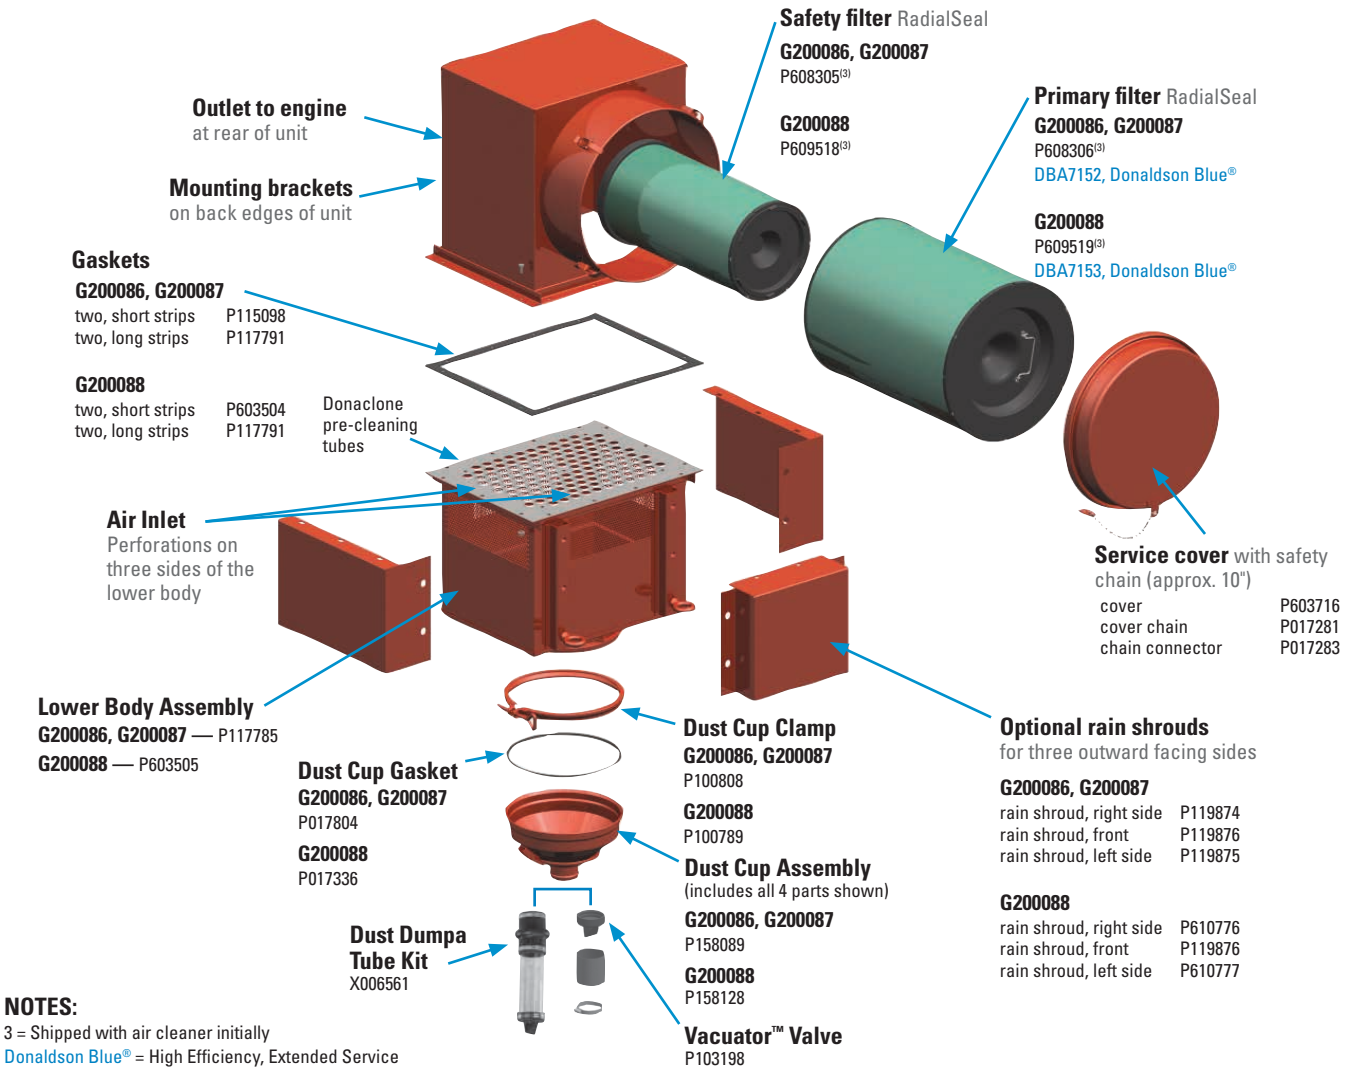 Safety filter RadialSeal
G200086, G200087
P608305(3)
G200088
P609518(3)
Primary filter RadialSeal
G200086, G200087
P608306(3)
DBA7152, Donaldson Blue®
G200088
P609519(3)
DBA7153, Donaldson Blue®
Outlet to engine
at rear of unit
Mounting brackets
on back edges of unit
Gaskets
G200086, G200087
two, short strips P115098
two, long strips P117791
G200088
two, short strips P603504
two, long strips P117791
Donaclone
pre-cleaning
tubes
Air Inlet
Perforations on
three sides of the
lower body
Service cover with safety
chain (approx. 10")
cover P603716
cover chain P017281
chain connector P017283
Lower Body Assembly
G200086, G200087 — P117785
G200088 — P603505
Dust Cup Gasket
G200086, G200087
P017804
G200088
P017336
Dust Cup Clamp
G200086, G200087
P100808
G200088
P100789
Dust Cup Assembly
(includes all 4 parts shown)
G200086, G200087
P158089
G200088
P158128
Optional rain shrouds
for three outward facing sides
G200086, G200087
rain shroud, right side P119874
rain shroud, front P119876
rain shroud, left side P119875
G200088
rain shroud, right side P610776
rain shroud, front P119876
rain shroud, left side P610777
Dust Dumpa
Tube Kit
X006561
Vacuator™ Valve
P103198
NOTES:
3 = Shipped with air cleaner initially
Donaldson Blue® = High Efficiency, Extended Service